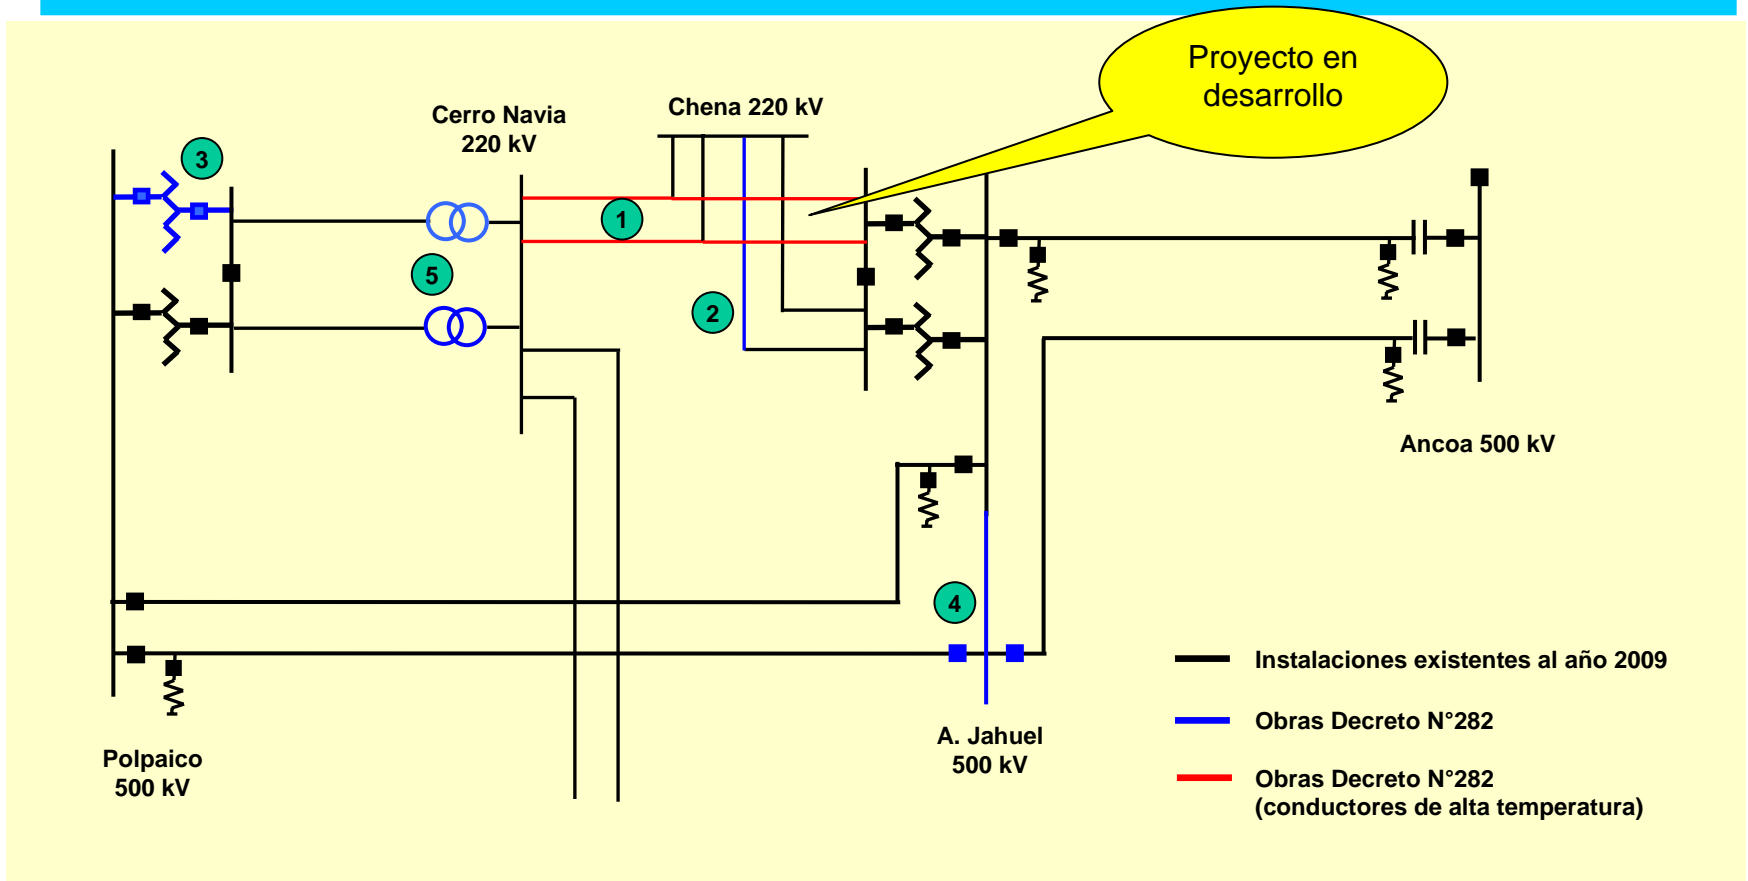 Proyecto en
desarrollo
Chena 220 kV
Cerro Navia
220 kV
3
1
5
2
Ancoa 500 kV
4
Instalaciones existentes al año 2009
Obras Decreto N°282
A. Jahuel
500 kV
Polpaico
500 kV
Obras Decreto N°282
(conductores de alta temperatura)